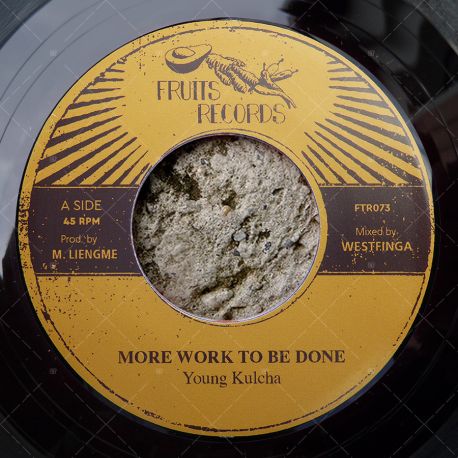 FRUITS
RECORDS
A SIDE
45 RPM
Prod. by
M. LIENGME
FTR073
Mixed by
WESTFINGA
MORE WORK TO BE DONE
Young Kulcha